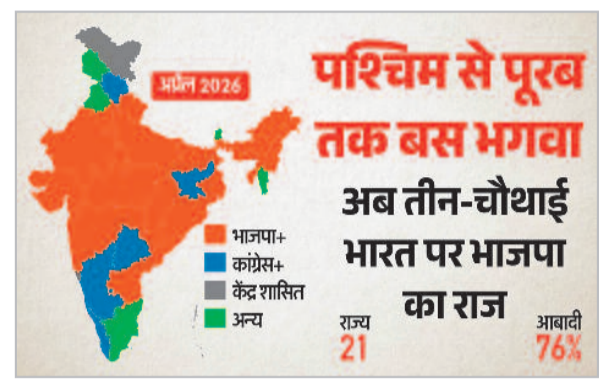 अप्रैल 2026
पश्चिम से पूरब
तक बस भगवा
अब तीन-चौथाई
भारत पर भाजपा
का राज
भाजपा+
कांग्रेस+
केंद्र शासित
अन्य
राज्य
21
आबादी
76%